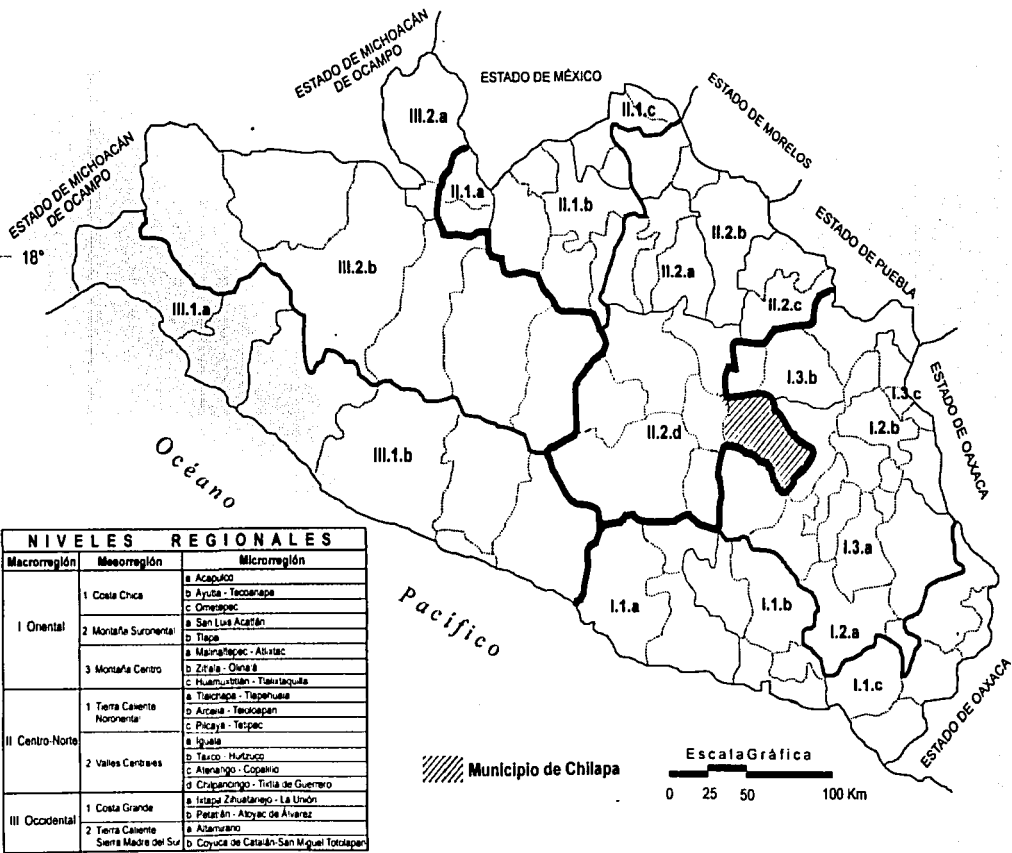 ESTADO DE MICHOACÁN
DE OCAMPO
ESTADO DE MÉXICO
ESTADO DE MORELOS
ESTADO DE MICHOACÁN
DE OCAMPO
ESTADO DE PUEBLA
ESTADO DE OAXACA
ESTADO DE OAXACA
18°
III.2.a
II.1.c
II.1.a
II.1.b
II.2.b
III.2.b
II.2.a
II.2.c
III.1.a
I.3.b
I.3.c
I.2.b
II.2.d
III.1.b
I.3.a
I.1.a
I.1.b
I.2.a
I.1.c
Océano
Pacífico
NIVELES REGIONALES
Macrorregión Mesorregión Microrregión
I Oriental
1 Costa Chica
a Acapulco
b Ayutla - Tecoanapa
c Ometepec
2 Montaña Suroriental
a San Luis Acatlán
b Tlapa
3 Montaña Centro
a Malinaltepec - Atlixtac
b Zitlala - Olinalá
c Huamuxtitlán - Tlalixtaquilla
II Centro-Norte
1 Tierra Caliente
Nororiental
a Tlalchapa - Tlapehuala
b Arcelia - Teloloapan
c Pilcaya - Tetipac
2 Valles Centrales
a Iguala
b Taxco - Huitzuco
c Atenango - Copalillo
d Chilpancingo - Tixtla de Guerrero
III Occidental
1 Costa Grande
a Ixtapa Zihuatanejo - La Unión
b Petatlán - Atoyac de Álvarez
2 Tierra Caliente
Sierra Madre del Sur
a Altamirano
b Coyuca de Catalán-San Miguel Totolapan
Municipio de Chilapa
Escala Gráfica
0 25 50 100 Km